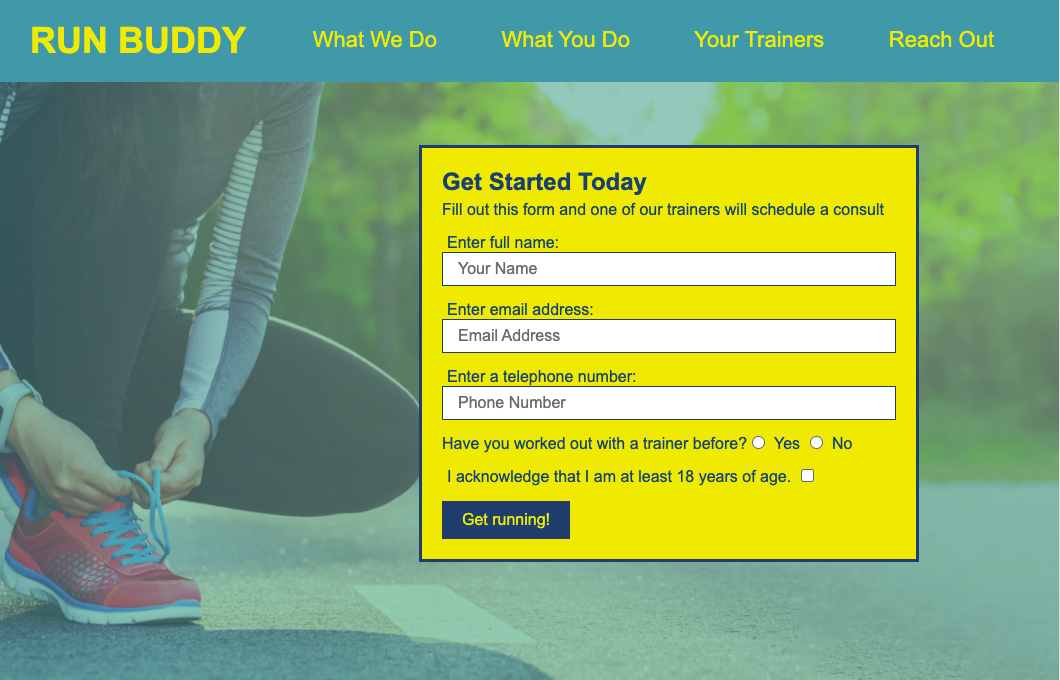 RUN BUDDY
What We Do
What You Do
Your Trainers
Reach Out
Get Started Today
Fill out this form and one of our trainers will schedule a consult
Enter full name:
Your Name
Enter email address:
Email Address
Enter a telephone number:
Phone Number
Have you worked out with a trainer before? Yes No
I acknowledge that I am at least 18 years of age.
Get running!